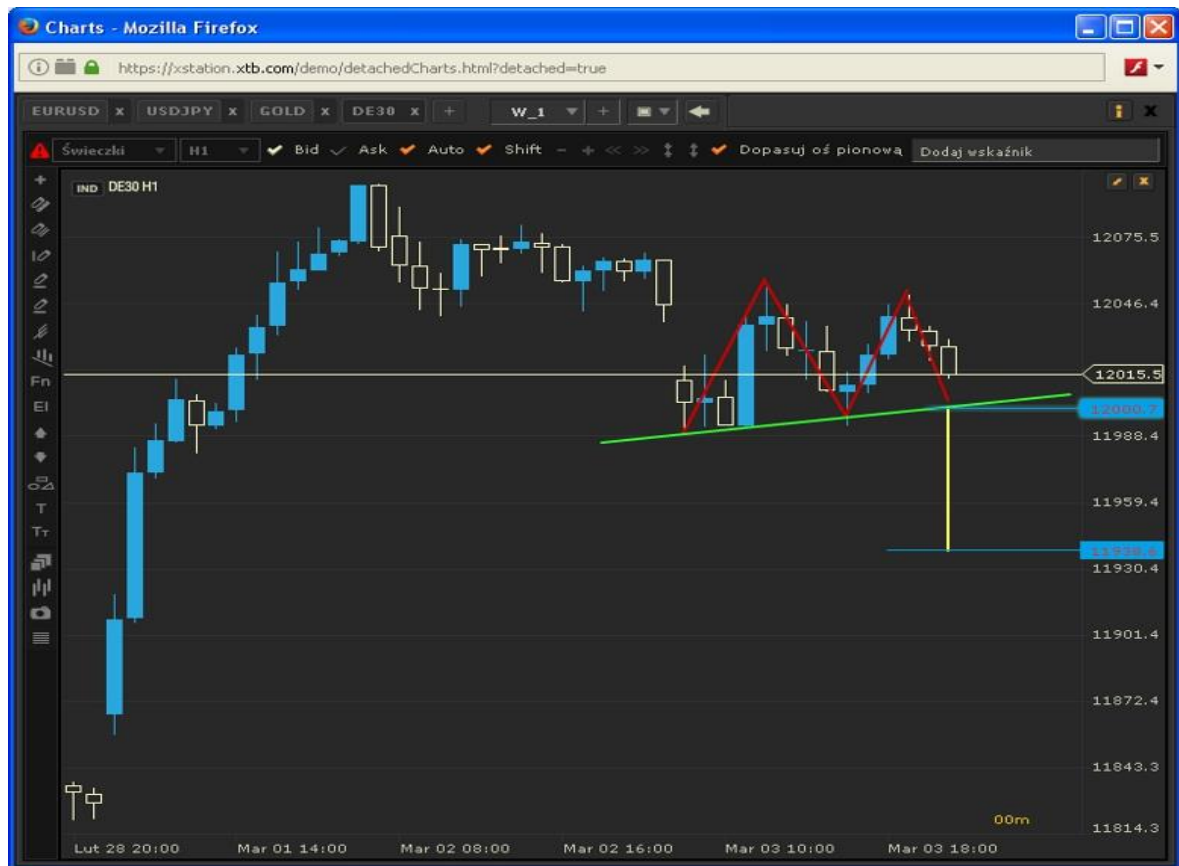 Charts - Mozilla Firefox
https://xstation.xtb.com/demo/detachedCharts.html?detached=true
EURUSD x USDJPY x GOLD x DE30 x + W_1 +
Świeczki H1 Bid Ask Auto Shift - + << >> Dopasuj oś pionową Dodaj wskaźnik
IND DE30 H1
12075.5
12046.4
12015.5
12000.7
11988.4
11959.4
11938.6
11930.4
11901.4
11872.4
11843.3
11814.3
Fn
EI
T
TT
00m
Lut 28 20:00 Mar 01 14:00 Mar 02 08:00 Mar 02 16:00 Mar 03 10:00 Mar 03 18:00